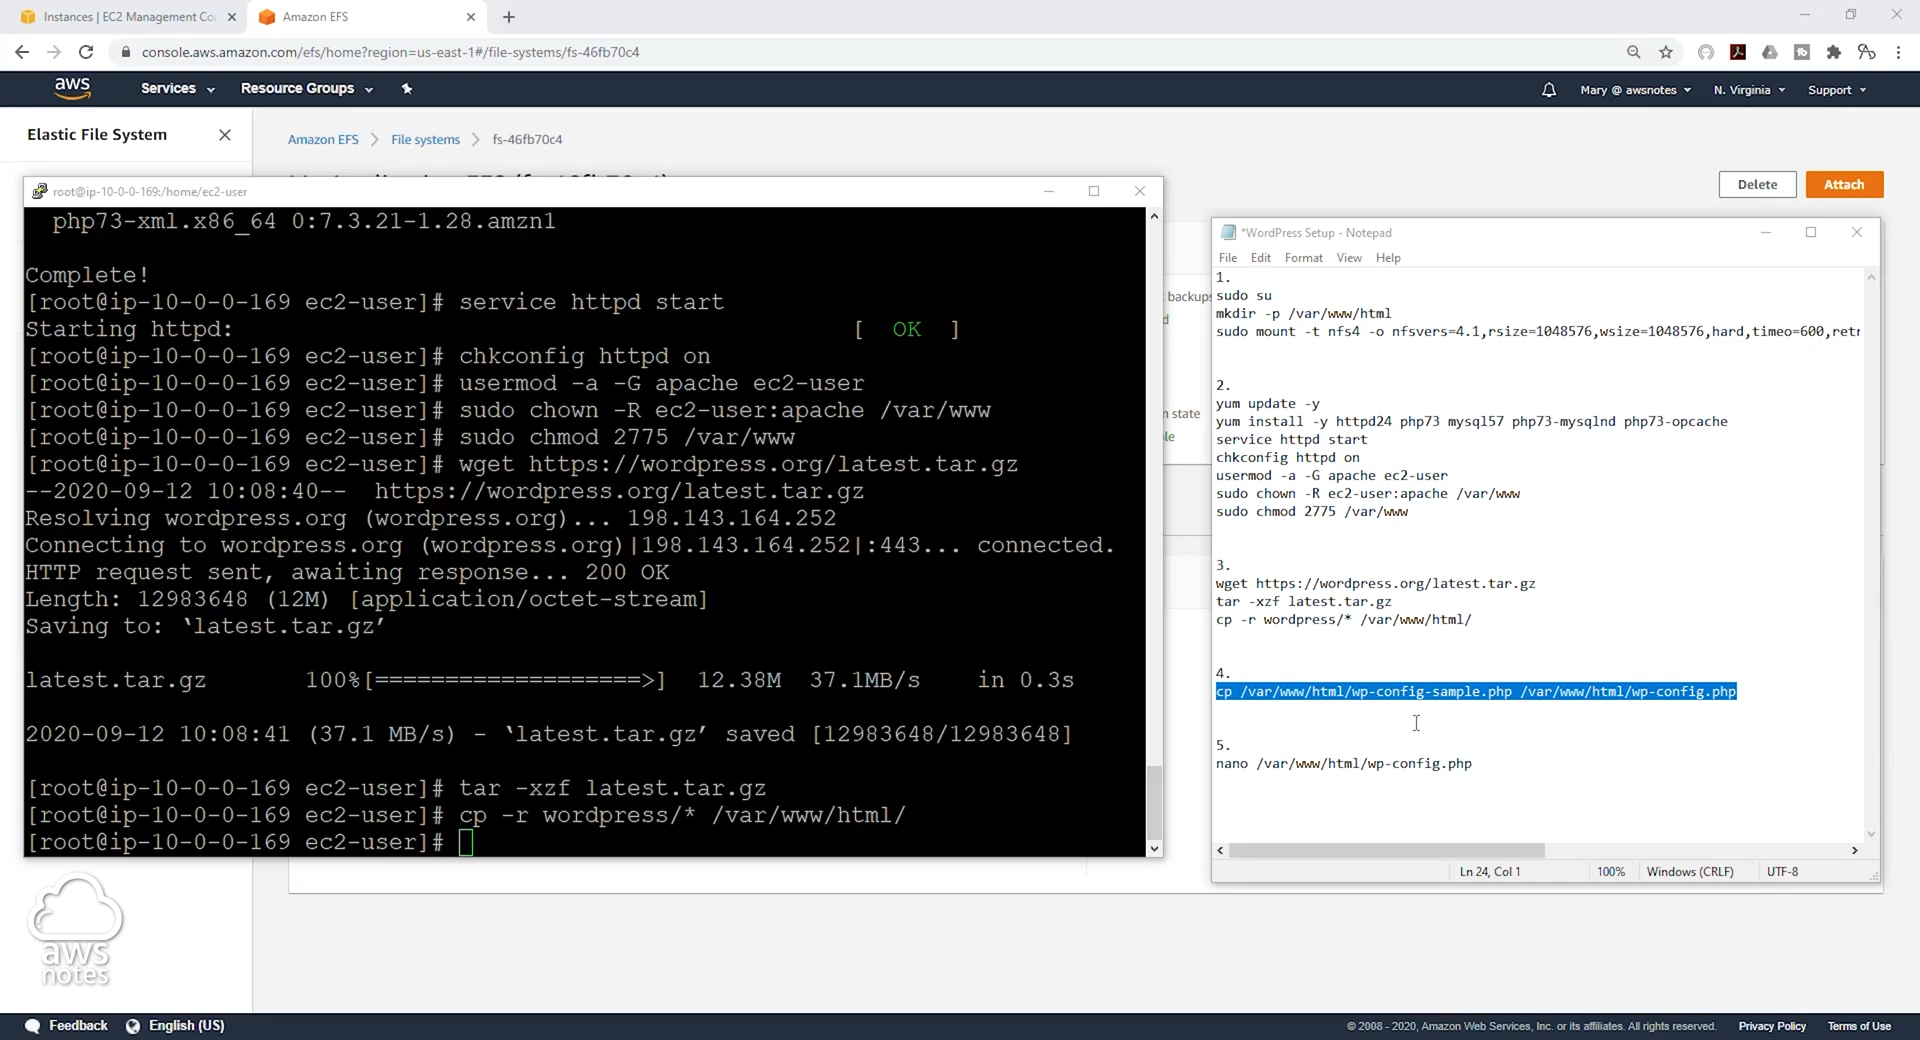 Instances | EC2 Management Co
Amazon EFS
console.aws.amazon.com/efs/home?region=us-east-1#/file-systems/fs-46fb70c4
aws
Services
Resource Groups
Mary @ awsnotes
N. Virginia
Support
Elastic File System
Amazon EFS
File systems
fs-46fb70c4
Delete
Attach
root@ip-10-0-0-169:/home/ec2-user
php73-xml.x86_64 0:7.3.21-1.28.amzn1
Complete!
[root@ip-10-0-0-169 ec2-user]# service httpd start
Starting httpd: [ OK ]
[root@ip-10-0-0-169 ec2-user]# chkconfig httpd on
[root@ip-10-0-0-169 ec2-user]# usermod -a -G apache ec2-user
[root@ip-10-0-0-169 ec2-user]# sudo chown -R ec2-user:apache /var/www
[root@ip-10-0-0-169 ec2-user]# sudo chmod 2775 /var/www
[root@ip-10-0-0-169 ec2-user]# wget https://wordpress.org/latest.tar.gz
--2020-09-12 10:08:40-- https://wordpress.org/latest.tar.gz
Resolving wordpress.org (wordpress.org)... 198.143.164.252
Connecting to wordpress.org (wordpress.org)|198.143.164.252|:443... connected.
HTTP request sent, awaiting response... 200 OK
Length: 12983648 (12M) [application/octet-stream]
Saving to: ‘latest.tar.gz’
latest.tar.gz 100%[===================>] 12.38M 37.1MB/s in 0.3s
2020-09-12 10:08:41 (37.1 MB/s) - ‘latest.tar.gz’ saved [12983648/12983648]
[root@ip-10-0-0-169 ec2-user]# tar -xzf latest.tar.gz
[root@ip-10-0-0-169 ec2-user]# cp -r wordpress/* /var/www/html/
[root@ip-10-0-0-169 ec2-user]#
backups
n state
*WordPress Setup - Notepad
File Edit Format View Help
1.
sudo su
mkdir -p /var/www/html
sudo mount -t nfs4 -o nfsvers=4.1,rsize=1048576,wsize=1048576,hard,timeo=600,retr
2.
yum update -y
yum install -y httpd24 php73 mysql57 php73-mysqlnd php73-opcache
service httpd start
chkconfig httpd on
usermod -a -G apache ec2-user
sudo chown -R ec2-user:apache /var/www
sudo chmod 2775 /var/www
3.
wget https://wordpress.org/latest.tar.gz
tar -xzf latest.tar.gz
cp -r wordpress/* /var/www/html/
4.
cp /var/www/html/wp-config-sample.php /var/www/html/wp-config.php
5.
nano /var/www/html/wp-config.php
Ln 24, Col 1
100%
Windows (CRLF)
UTF-8
aws
notes
Feedback
English (US)
© 2008 - 2020, Amazon Web Services, Inc. or its affiliates. All rights reserved.
Privacy Policy
Terms of Use